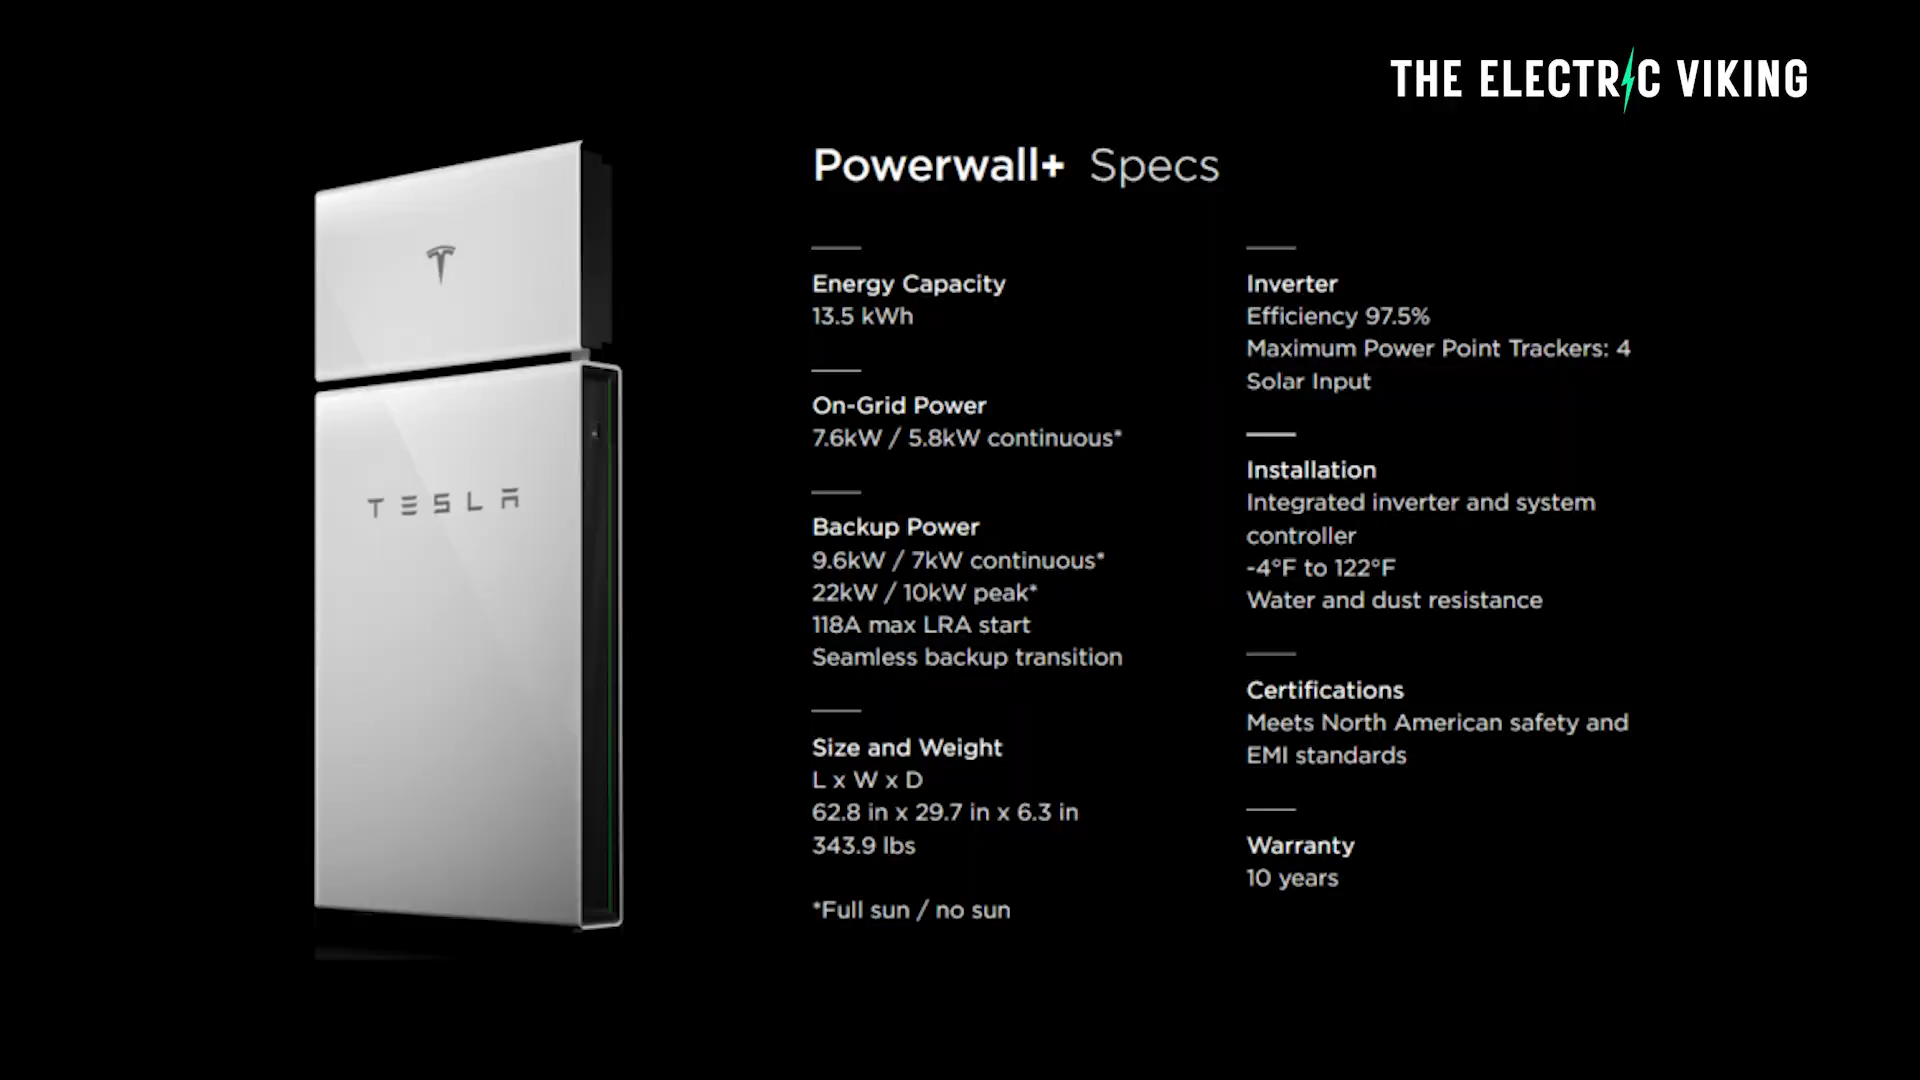 THE ELECTRIC VIKING
Powerwall+ Specs
TESLA
Energy Capacity
13.5 kWh
On-Grid Power
7.6kW / 5.8kW continuous*
Backup Power
9.6kW / 7kW continuous*
22kW / 10kW peak*
118A max LRA start
Seamless backup transition
Size and Weight
L x W x D
62.8 in x 29.7 in x 6.3 in
343.9 lbs
*Full sun / no sun
Inverter
Efficiency 97.5%
Maximum Power Point Trackers: 4
Solar Input
Installation
Integrated inverter and system
controller
-4°F to 122°F
Water and dust resistance
Certifications
Meets North American safety and
EMI standards
Warranty
10 years